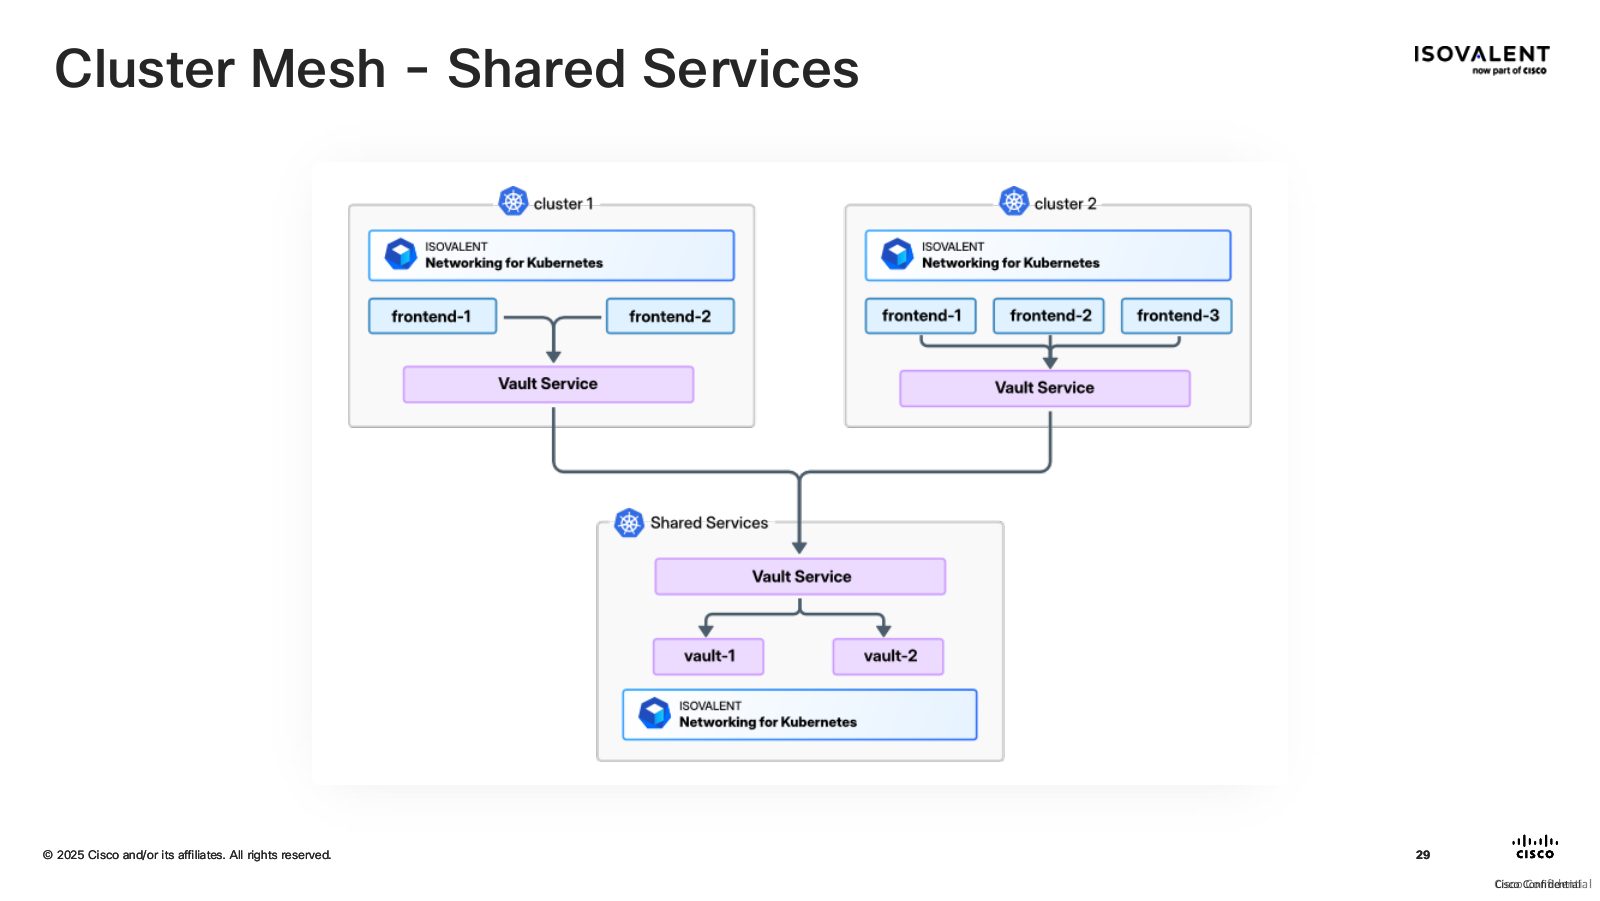 Cluster Mesh - Shared Services
ISOVALENT
now part of CISCO
cluster 1
ISOVALENT
Networking for Kubernetes
frontend-1
frontend-2
Vault Service
cluster 2
ISOVALENT
Networking for Kubernetes
frontend-1
frontend-2
frontend-3
Vault Service
Shared Services
Vault Service
vault-1
vault-2
ISOVALENT
Networking for Kubernetes
© 2025 Cisco and/or its affiliates. All rights reserved.
29
CISCO
Cisco Confidential